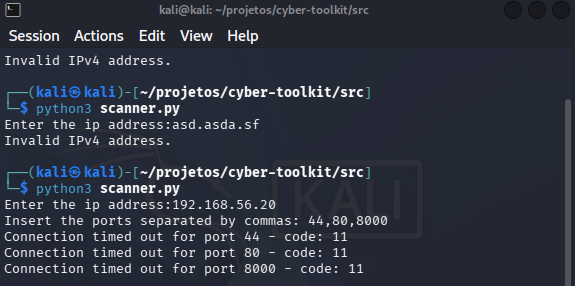 kali@kali: ~/projetos/cyber-toolkit/src
Session Actions Edit View Help
Invalid IPv4 address.
┌──(kali㉿kali)-[~/projetos/cyber-toolkit/src]
└─$ python3 scanner.py
Enter the ip address:asd.asda.sf
Invalid IPv4 address.
┌──(kali㉿kali)-[~/projetos/cyber-toolkit/src]
└─$ python3 scanner.py
Enter the ip address:192.168.56.20
Insert the ports separated by commas: 44,80,8000
Connection timed out for port 44 - code: 11
Connection timed out for port 80 - code: 11
Connection timed out for port 8000 - code: 11
KALI